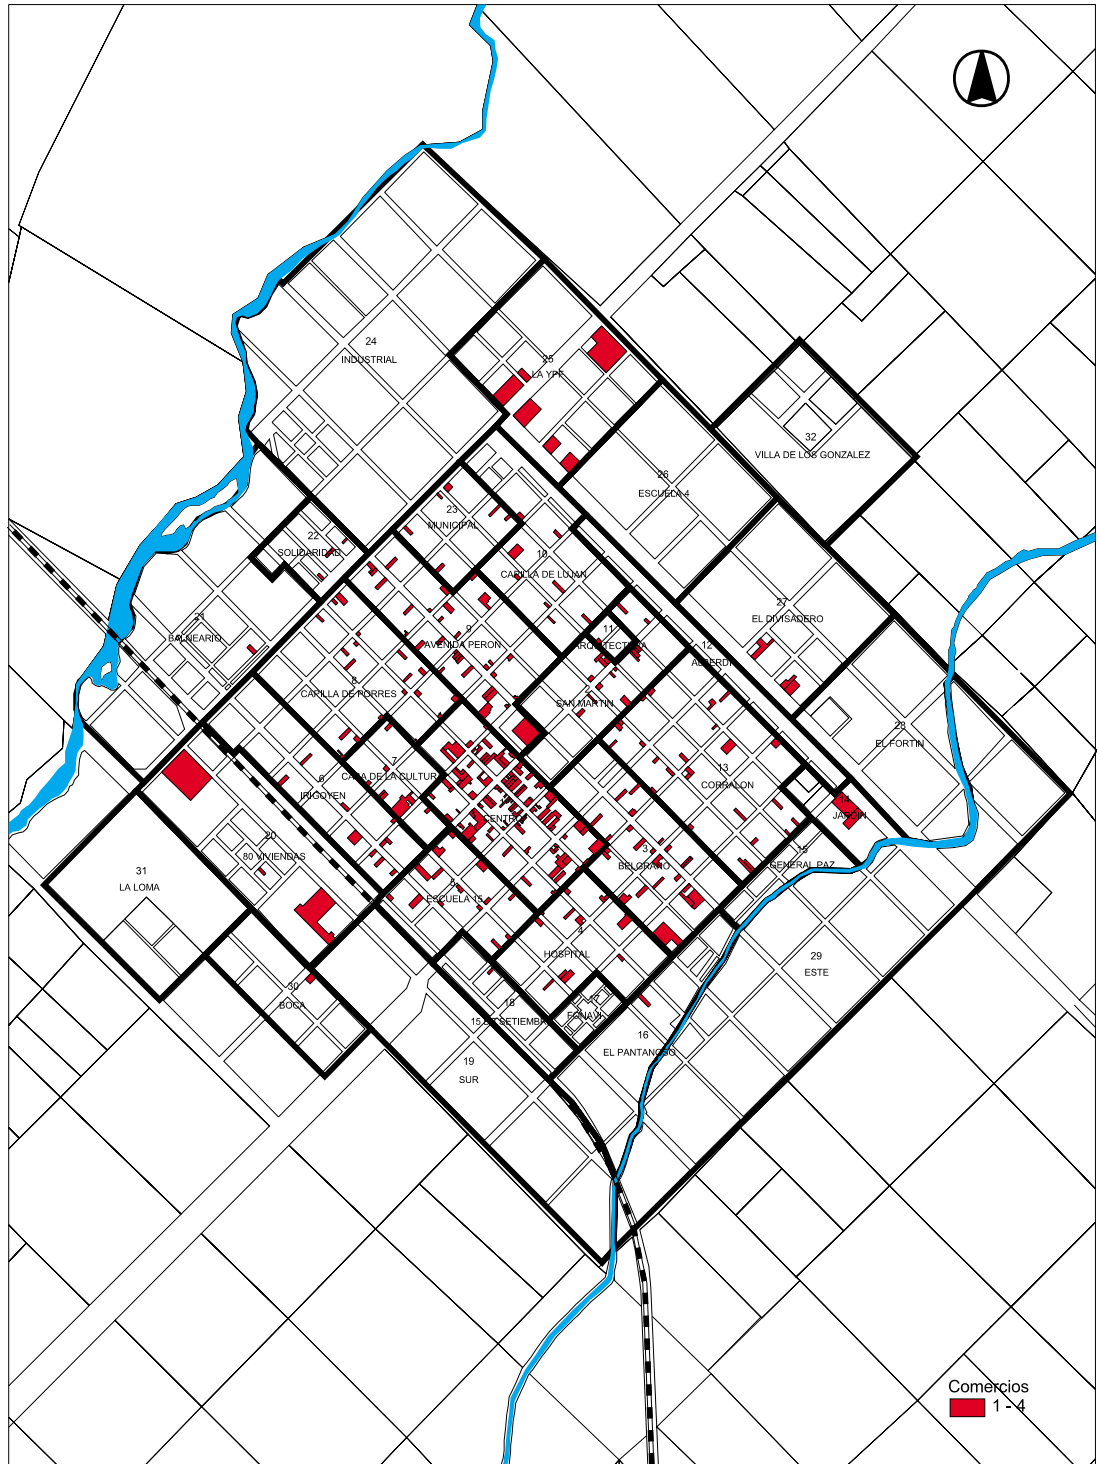 24
INDUSTRIAL
25
LA YPF
32
VILLA DE LOS GONZALEZ
26
ESCUELA 4
23
MUNICIPAL
22
SOLIDARIDAD
10
CAPILLA DE LUJAN
27
EL DIVISADERO
21
BALNEARIO
9
AVENIDA PERON
11
ARQUITECTURA
12
ALBERDI
8
CAPILLA DE PORRES
2
SAN MARTIN
28
EL FORTIN
7
CASA DE LA CULTURA
13
CORRALON
6
IRIGOYEN
CENTRO
14
JARDIN
20
80 VIVIENDAS
3
BELGRANO
15
GENERAL PAZ
31
LA LOMA
5
ESCUELA 15
4
HOSPITAL
29
ESTE
30
BOCA
18
15 DE SETIEMBRE
17
FONAVI
16
EL PANTANOSO
19
SUR
Comercios
1 - 4